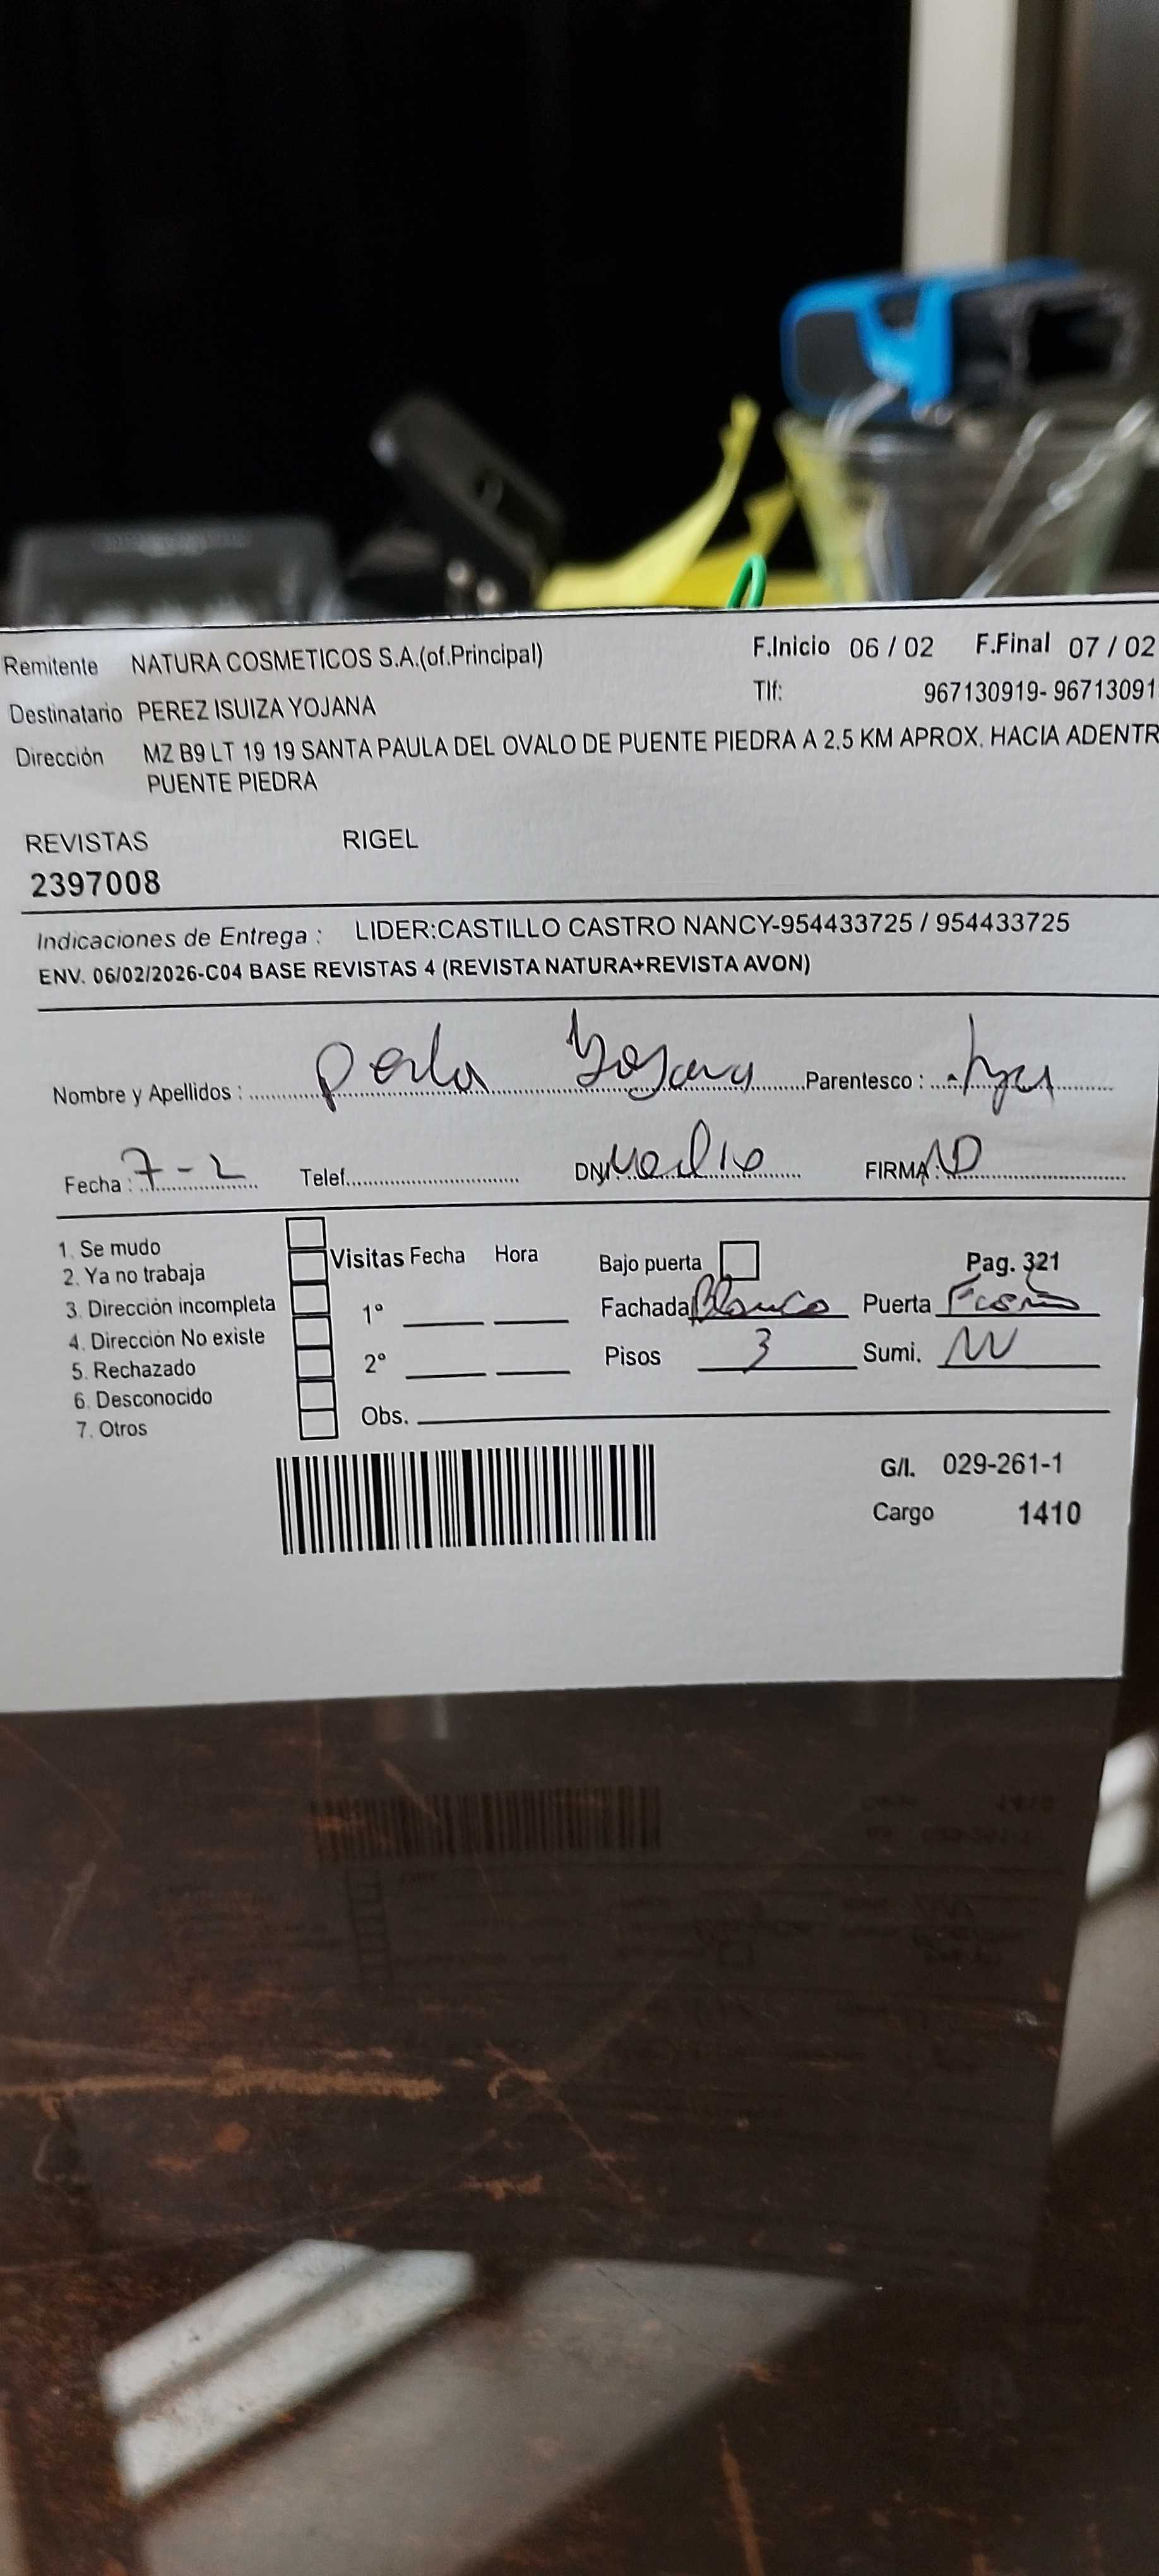 Remitente NATURA COSMETICOS S.A.(of.Principal) F.Inicio 06 / 02 F.Final 07 / 02
Destinatario PEREZ ISUIZA YOJANA Tlf: 967130919- 96713091
Dirección MZ B9 LT 19 19 SANTA PAULA DEL OVALO DE PUENTE PIEDRA A 2.5 KM APROX. HACIA ADENTR
PUENTE PIEDRA
REVISTAS RIGEL
2397008
Indicaciones de Entrega : LIDER:CASTILLO CASTRO NANCY-954433725 / 954433725
ENV. 06/02/2026-C04 BASE REVISTAS 4 (REVISTA NATURA+REVISTA AVON)
Nombre y Apellidos : Perla Yojana Parentesco :
Fecha : 7-2 Telef. DNI FIRMA
1. Se mudo
2. Ya no trabaja
3. Dirección incompleta
4. Dirección No existe
5. Rechazado
6. Desconocido
7. Otros
Visitas Fecha Hora
1°
2°
Obs.
Bajo puerta Pag. 321
Fachada Blanco Puerta
Pisos 3 Sumi.
G/I. 029-261-1
Cargo 1410